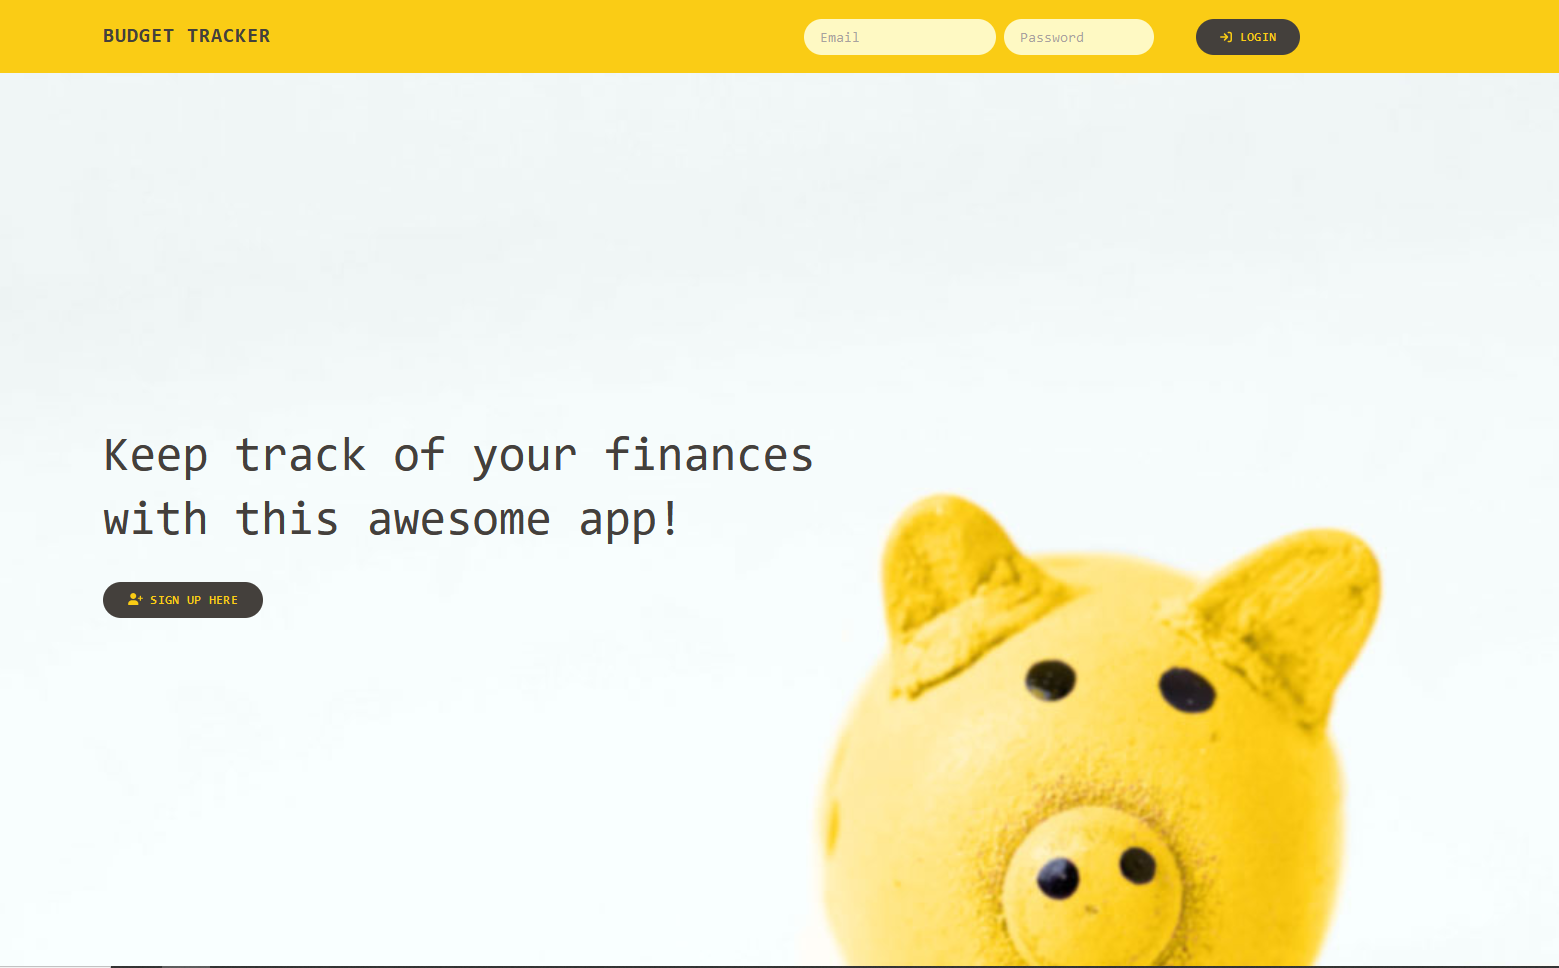 BUDGET TRACKER
Email
Password
LOGIN
Keep track of your finances
with this awesome app!
SIGN UP HERE